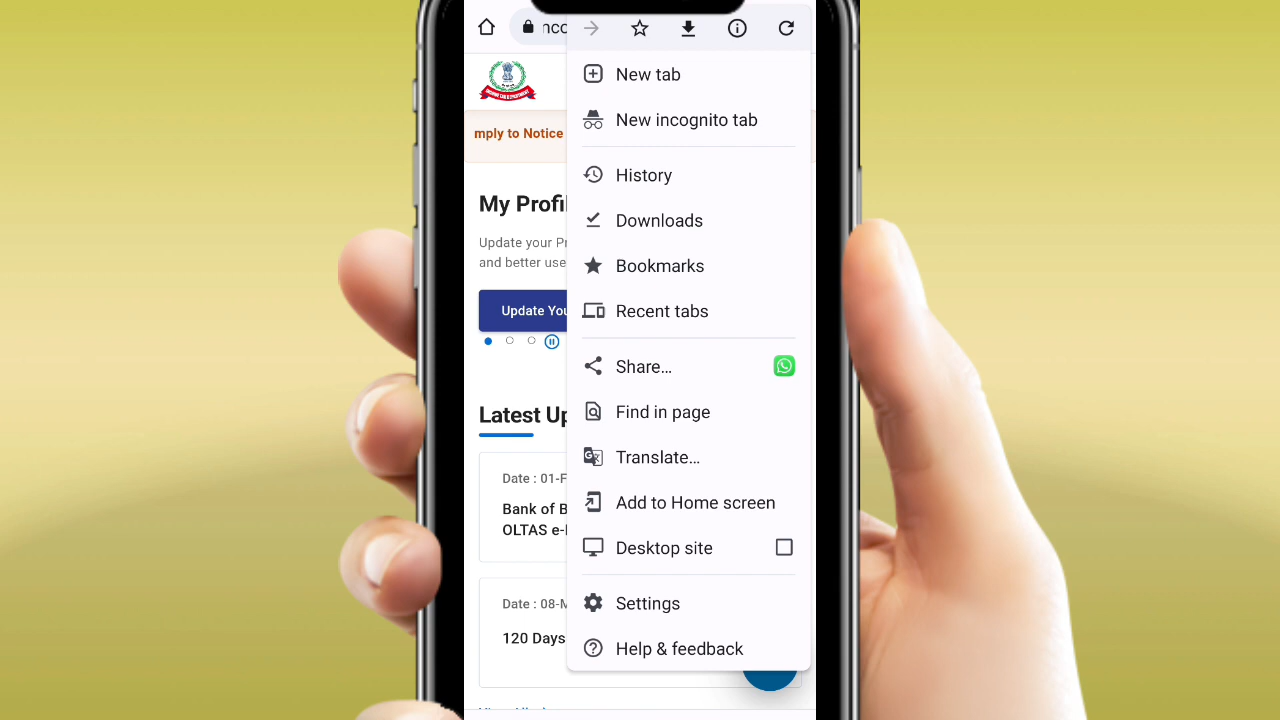 nco
New tab
New incognito tab
mply to Notice
History
My Profil
Downloads
Update your Pr
and better use
Bookmarks
Update You
Recent tabs
Share...
Latest Up
Find in page
Translate...
Date : 01-F
Bank of B
OLTAS e-
Add to Home screen
Desktop site
Date : 08-M
Settings
120 Days
Help & feedback